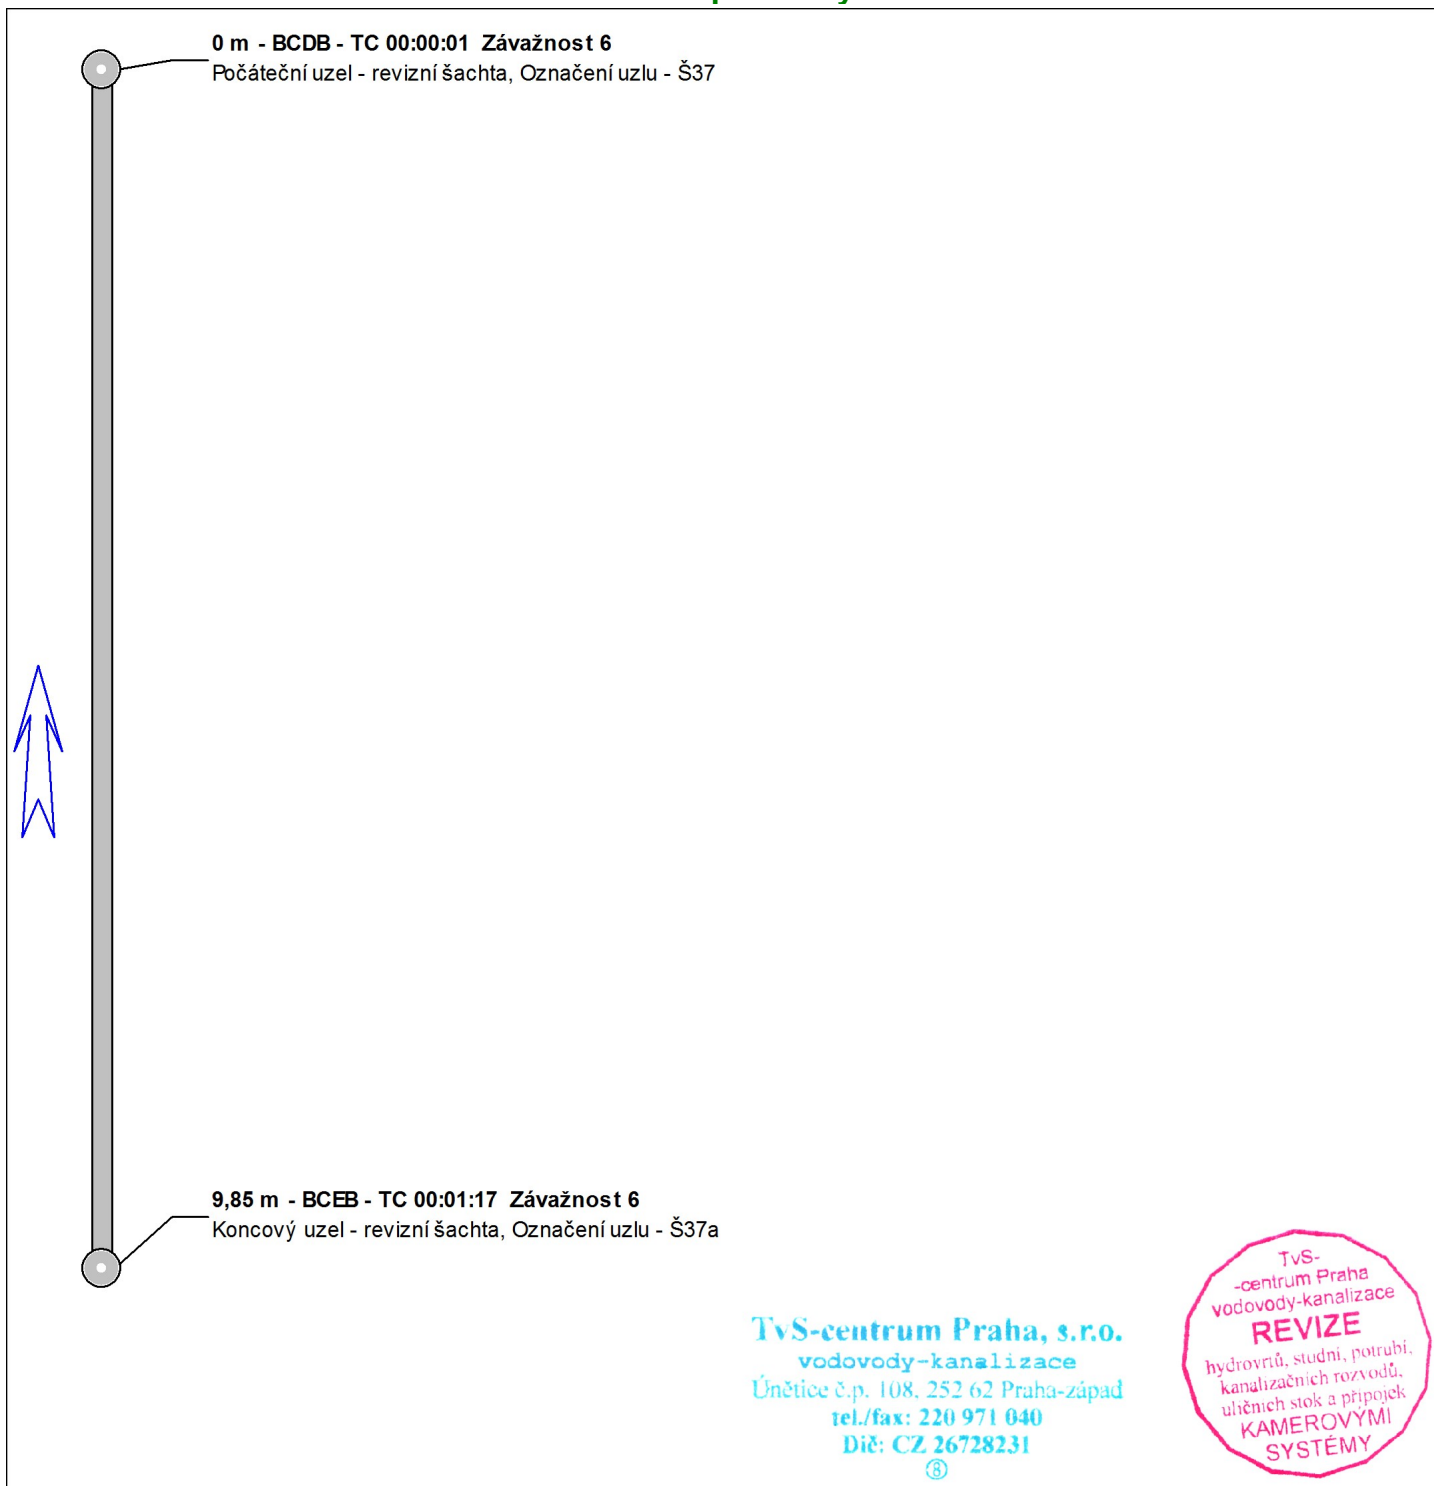 0 m - BCDB - TC 00:00:01 Závažnost 6
Počáteční uzel - revizní šachta, Označení uzlu - Š37
9,85 m - BCEB - TC 00:01:17 Závažnost 6
Koncový uzel - revizní šachta, Označení uzlu - Š37a
TvS-centrum Praha, s.r.o.
vodovody-kanalizace
Únětice č.p. 108, 252 62 Praha-západ
tel./fax: 220 971 040
Dič: CZ 26728231
8
TvS-
-centrum Praha
vodovody-kanalizace
REVIZE
hydrovrtů, studní, potrubí,
kanalizačních rozvodů,
uličních stok a přípojek
KAMEROVÝMI
SYSTÉMY